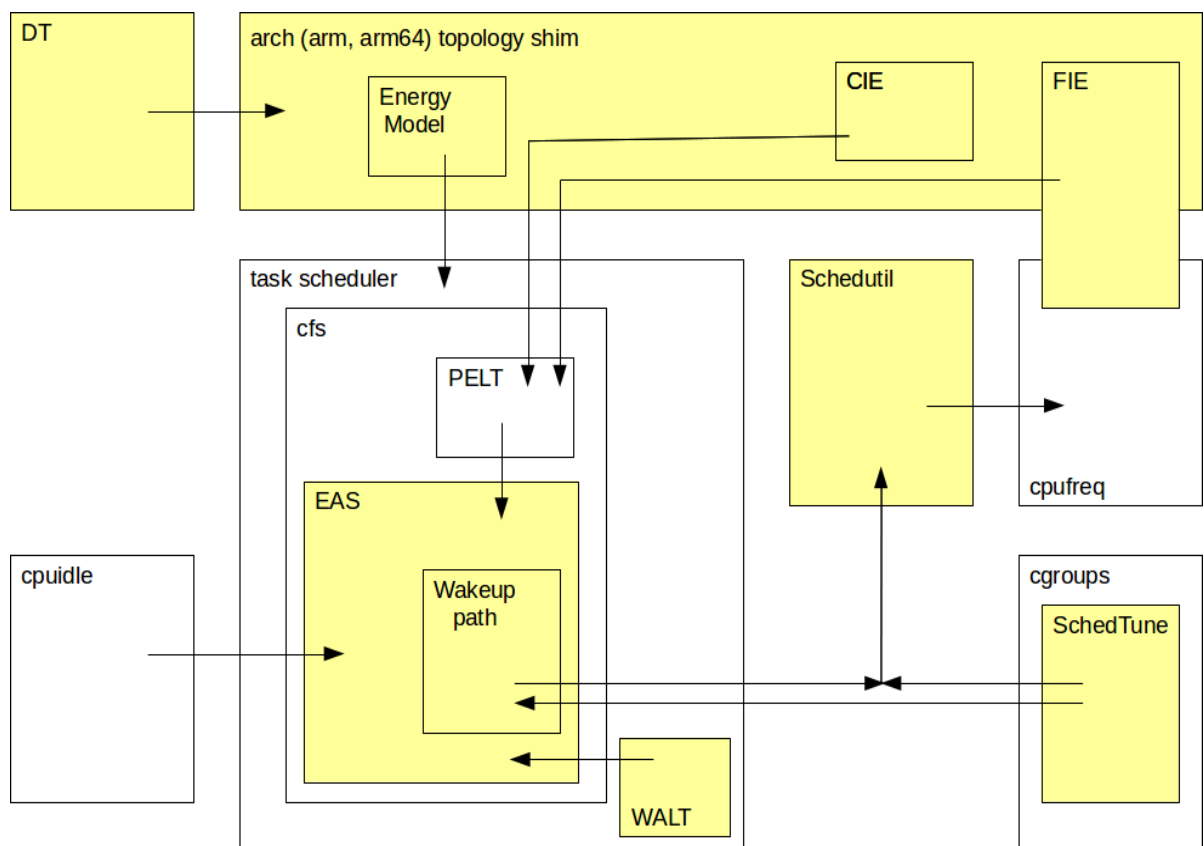 DT
arch (arm, arm64) topology shim
Energy
Model
CIE
FIE
task scheduler
Schedutil
cfs
PELT
cpufreq
EAS
cpuidle
Wakeup
path
cgroups
SchedTune
WALT